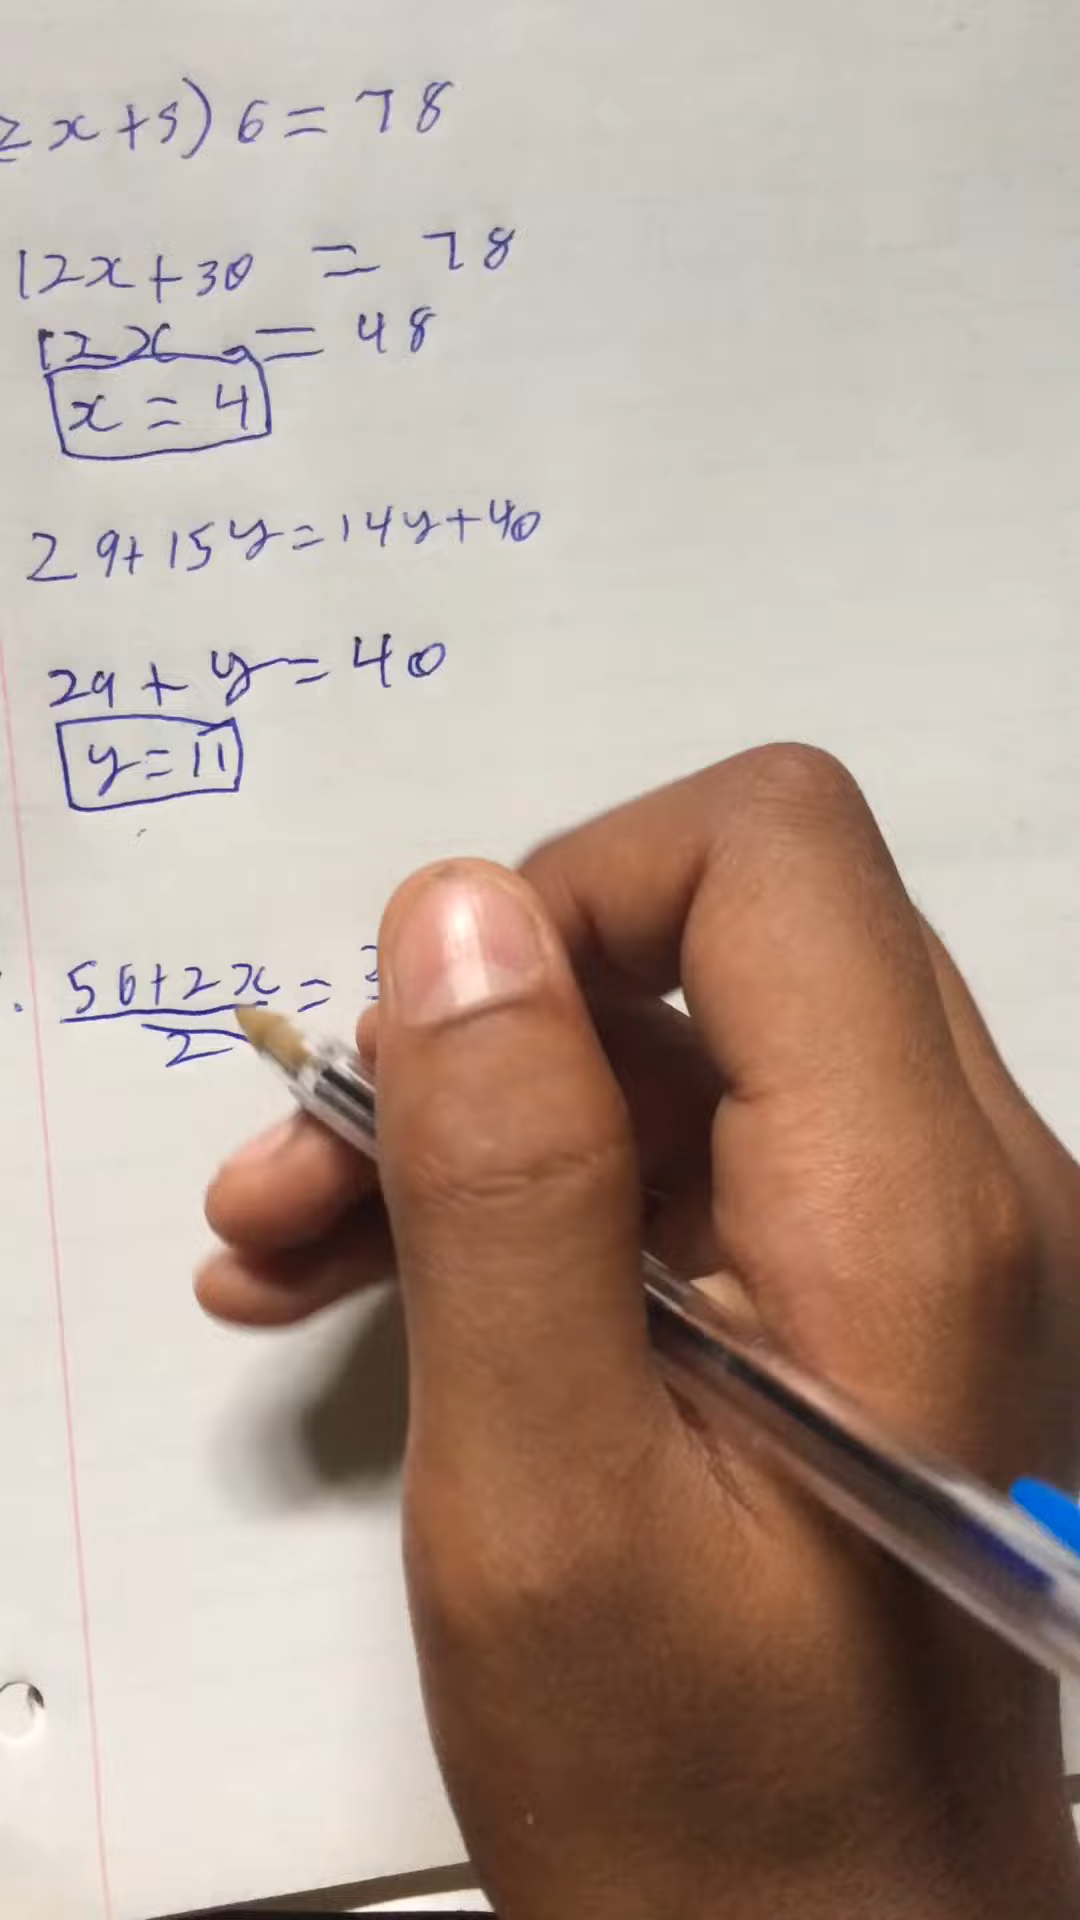 2x+5) 6 = 78
12x+30 = 78
12x = 48
x = 4
29+15y=14y+40
29 + y = 40
y = 11
. 56+2x =
2